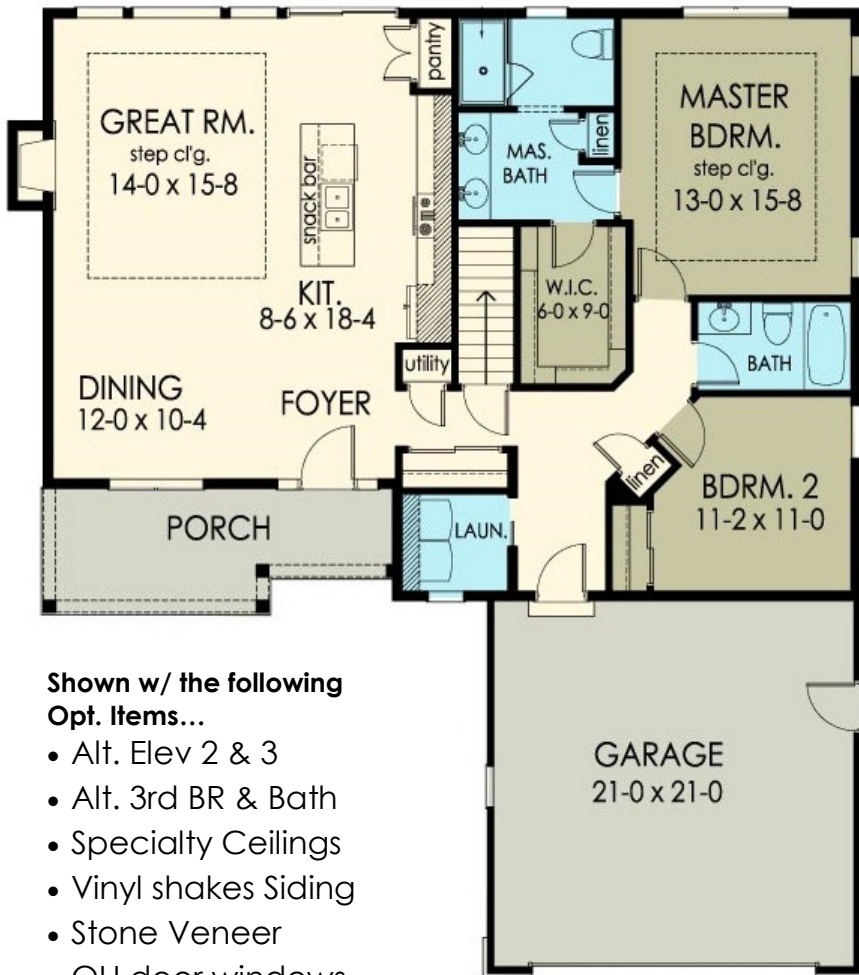 GREAT RM.
step cl'g.
14-0 x 15-8
snack bar
KIT.
8-6 x 18-4
pantry
DINING
12-0 x 10-4
FOYER
utility
MAS.
BATH
linen
W.I.C.
6-0 x 9-0
MASTER
BDRM.
step cl'g.
13-0 x 15-8
BATH
linen
BDRM. 2
11-2 x 11-0
LAUN.
PORCH
GARAGE
21-0 x 21-0
Shown w/ the following
Opt. Items...
• Alt. Elev 2 & 3
• Alt. 3rd BR & Bath
• Specialty Ceilings
• Vinyl shakes Siding
• Stone Veneer
OH door windows